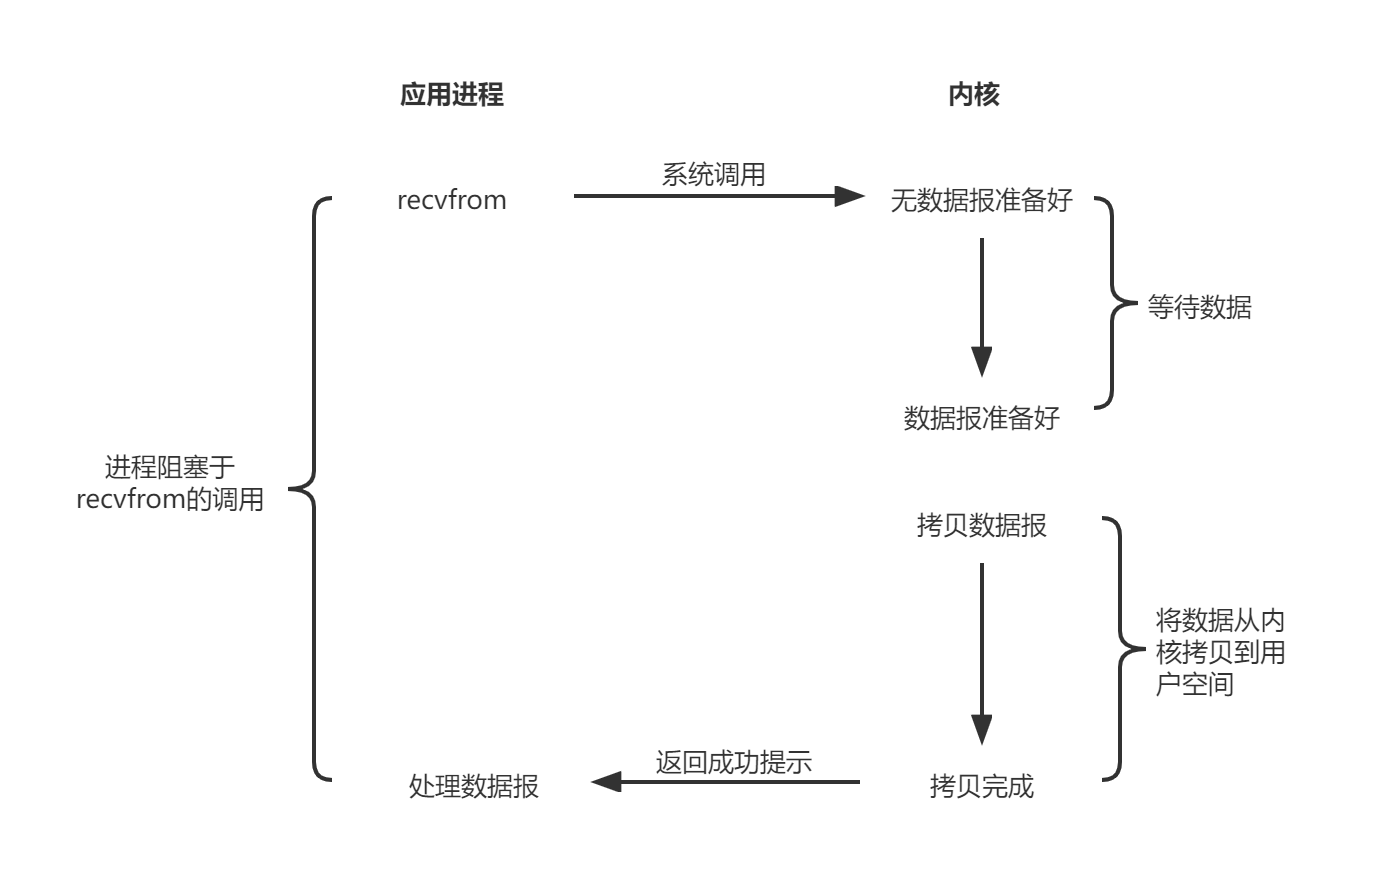 应用进程
内核
系统调用
recvfrom
无数据报准备好
等待数据
数据报准备好
进程阻塞于
recvfrom的调用
拷贝数据报
将数据从内
核拷贝到用
户空间
返回成功提示
处理数据报
拷贝完成